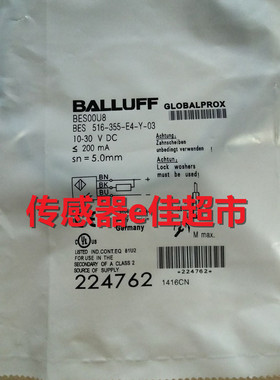 BALLUFF GLOBALPROX
BES00U8
BES 516-355-E4-Y-03
10-30 V DC
≤ 200 mA
sn = 5.0mm
Achtung:
Zahnscheiben
unbedingt verwenden !
Attention:
Lock washers
must be used !
BN
BK
BU
传感器e佳超市
Germany
M max.
LISTED IND.CONT.EQ 81U2
FOR USE IN THE
SECONDARY OF A CLASS 2
SOURCE OF SUPPLY
+224762+
224762
1416CN